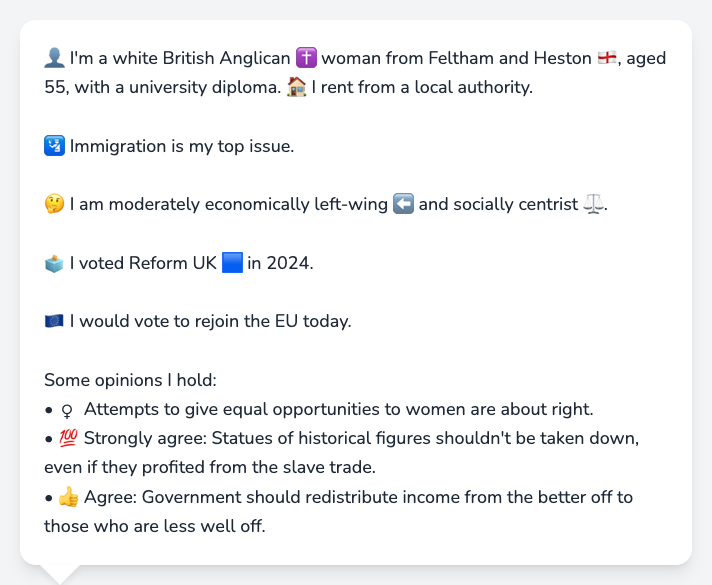 👤 I'm a white British Anglican ✝️ woman from Feltham and Heston 🏴󠁧󠁢󠁥󠁮󠁧󠁿, aged
55, with a university diploma. 🏠 I rent from a local authority.
🛂 Immigration is my top issue.
🤔 I am moderately economically left-wing ⬅️ and socially centrist ⚖️.
🗳️ I voted Reform UK 🟦 in 2024.
🇪🇺 I would vote to rejoin the EU today.
Some opinions I hold:
• ♀ Attempts to give equal opportunities to women are about right.
• 💯 Strongly agree: Statues of historical figures shouldn't be taken down,
even if they profited from the slave trade.
• 👍 Agree: Government should redistribute income from the better off to
those who are less well off.